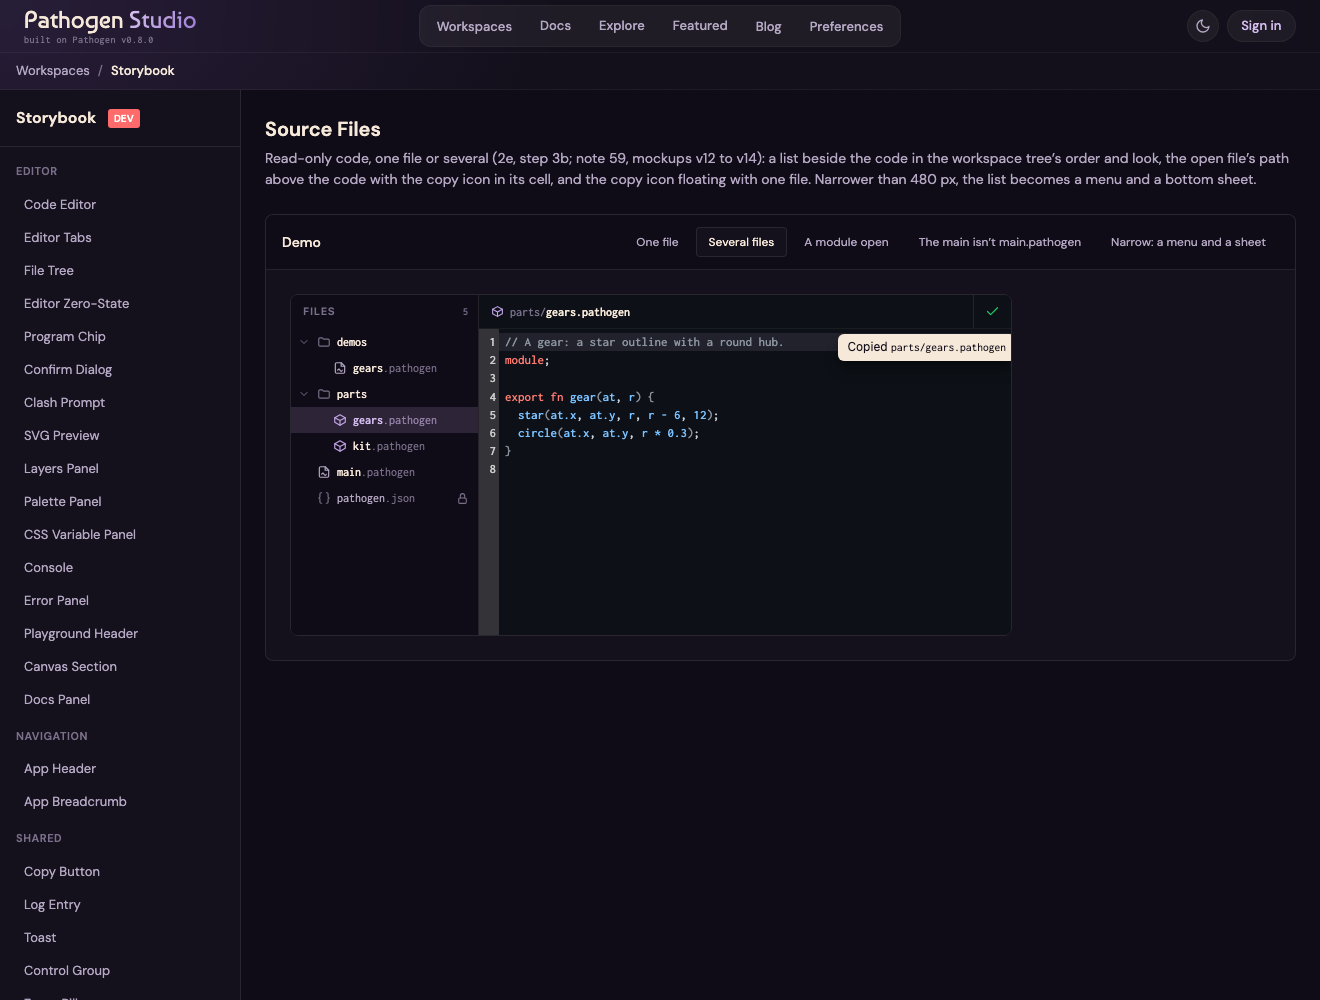 Pathogen Studio
built on Pathogen v0.8.0
Workspaces
Docs
Explore
Featured
Blog
Preferences
Sign in
Workspaces / Storybook
Storybook DEV
EDITOR
Code Editor
Editor Tabs
File Tree
Editor Zero-State
Program Chip
Confirm Dialog
Clash Prompt
SVG Preview
Layers Panel
Palette Panel
CSS Variable Panel
Console
Error Panel
Playground Header
Canvas Section
Docs Panel
NAVIGATION
App Header
App Breadcrumb
SHARED
Copy Button
Log Entry
Toast
Control Group
Source Files
Read-only code, one file or several (2e, step 3b; note 59, mockups v12 to v14): a list beside the code in the workspace tree’s order and look, the open file’s path
above the code with the copy icon in its cell, and the copy icon floating with one file. Narrower than 480 px, the list becomes a menu and a bottom sheet.
Demo
One file
Several files
A module open
The main isn’t main.pathogen
Narrow: a menu and a sheet
FILES 5
demos
gears.pathogen
parts
gears.pathogen
kit.pathogen
main.pathogen
{} pathogen.json
parts/gears.pathogen
Copied parts/gears.pathogen
1 // A gear: a star outline with a round hub.
2 module;
3
4 export fn gear(at, r) {
5 star(at.x, at.y, r, r - 6, 12);
6 circle(at.x, at.y, r * 0.3);
7 }
8